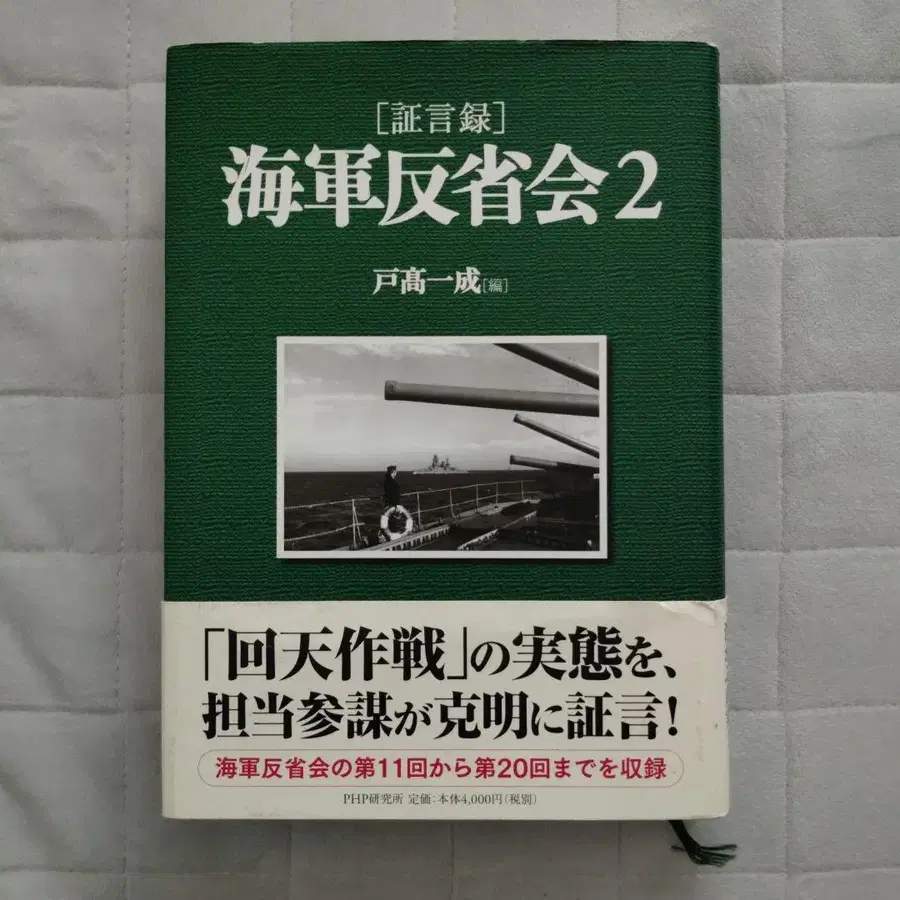 ［証言録］
海軍反省会2
戸髙一成［編］
「回天作戦」の実態を、
担当参謀が克明に証言！
海軍反省会の第11回から第20回までを収録
PHP研究所 定価：本体4,000円（税別）